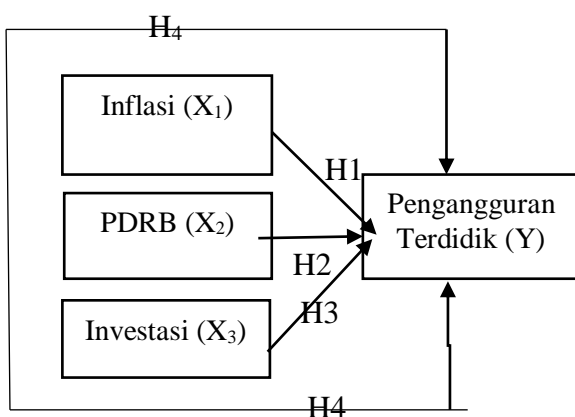 H₄
Inflasi (X₁)
H1
PDRB (X₂)
Pengangguran
Terdidik (Y)
H2
Investasi (X₃)
H3
H4